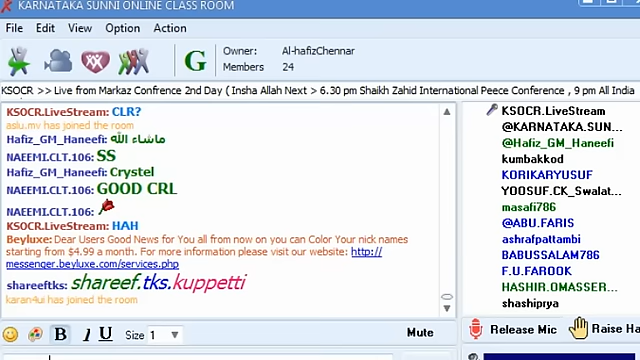 KARNATAKA SUNNI ONLINE CLASS ROOM
File View Option Action
Owner: Al-hafizChennar
Members 24
G
KSOCR >> Live from Markaz Confrence 2nd Day ( Insha Allah Next > 6.30 pm Shaikh Zahid International Peece Conference , 9 pm All India
KSOCR.LiveStream: CLR?
aslu.mv has joined the room
Hafiz_GM_Haneefi: ماشاء الله
NAEEMI.CLT.106: SS
Hafiz_GM_Haneefi: Crystel
NAEEMI.CLT.106: GOOD CRL
NAEEMI.CLT.106:
KSOCR.LiveStream: HAH
Beyluxe: Dear Users Good News for You all from now on you can Color Your nick names
starting from $4.99 a month. For more information please visit our website: http://
messenger.beyluxe.com/services.php
shareeftks: shareef.tks.kuppetti
karan4ui has joined the room
KSOCR.LiveStream
@KARNATAKA.SUN...
@Hafiz_GM_Haneefi
kumbakkod
KORIKARYUSUF
YOOSUF.CK_Swalat...
masafi786
@ABU.FARIS
ashrafpattambi
BABUSSALAM786
F.U.FAROOK
HASHIR.OMASSER...
shashiprya
B I U Size 1 Mute
Release Mic Raise Ha